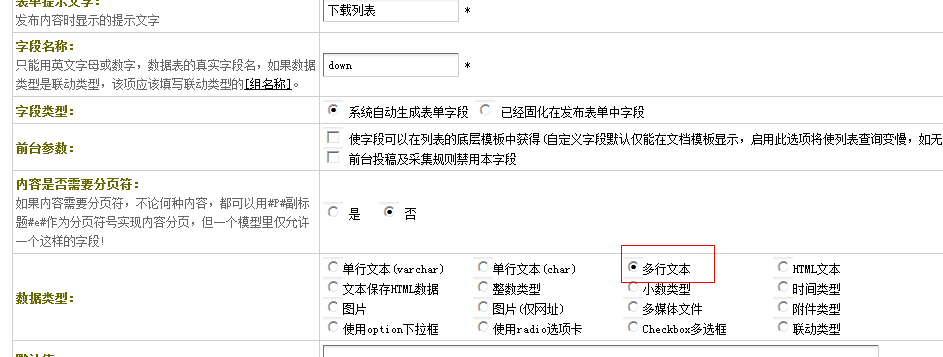 表单提示文字：
发布内容时显示的提示文字
下载列表 *
字段名称：
只能用英文字母或数字，数据表的真实字段名，如果数据
类型是联动类型，该项应该填写联动类型的[组名称]。
down *
字段类型：
系统自动生成表单字段 已经固化在发布表单中字段
前台参数：
使字段可以在列表的底层模板中获得(自定义字段默认仅能在文档模板显示，启用此选项将使列表查询变慢，如无
前台投稿及采集规则禁用本字段
内容是否需要分页符：
如果内容需要分页符，不论何种内容，都可以用#P#副标
题#e#作为分页符号实现内容分页，但一个模型里仅允许
一个这样的字段!
是 否
数据类型：
单行文本(varchar) 单行文本(char) 多行文本 HTML文本
文本保存HTML数据 整数类型 小数类型 时间类型
图片 图片(仅网址) 多媒体文件 附件类型
使用option下拉框 使用radio选项卡 Checkbox多选框 联动类型
默认值：